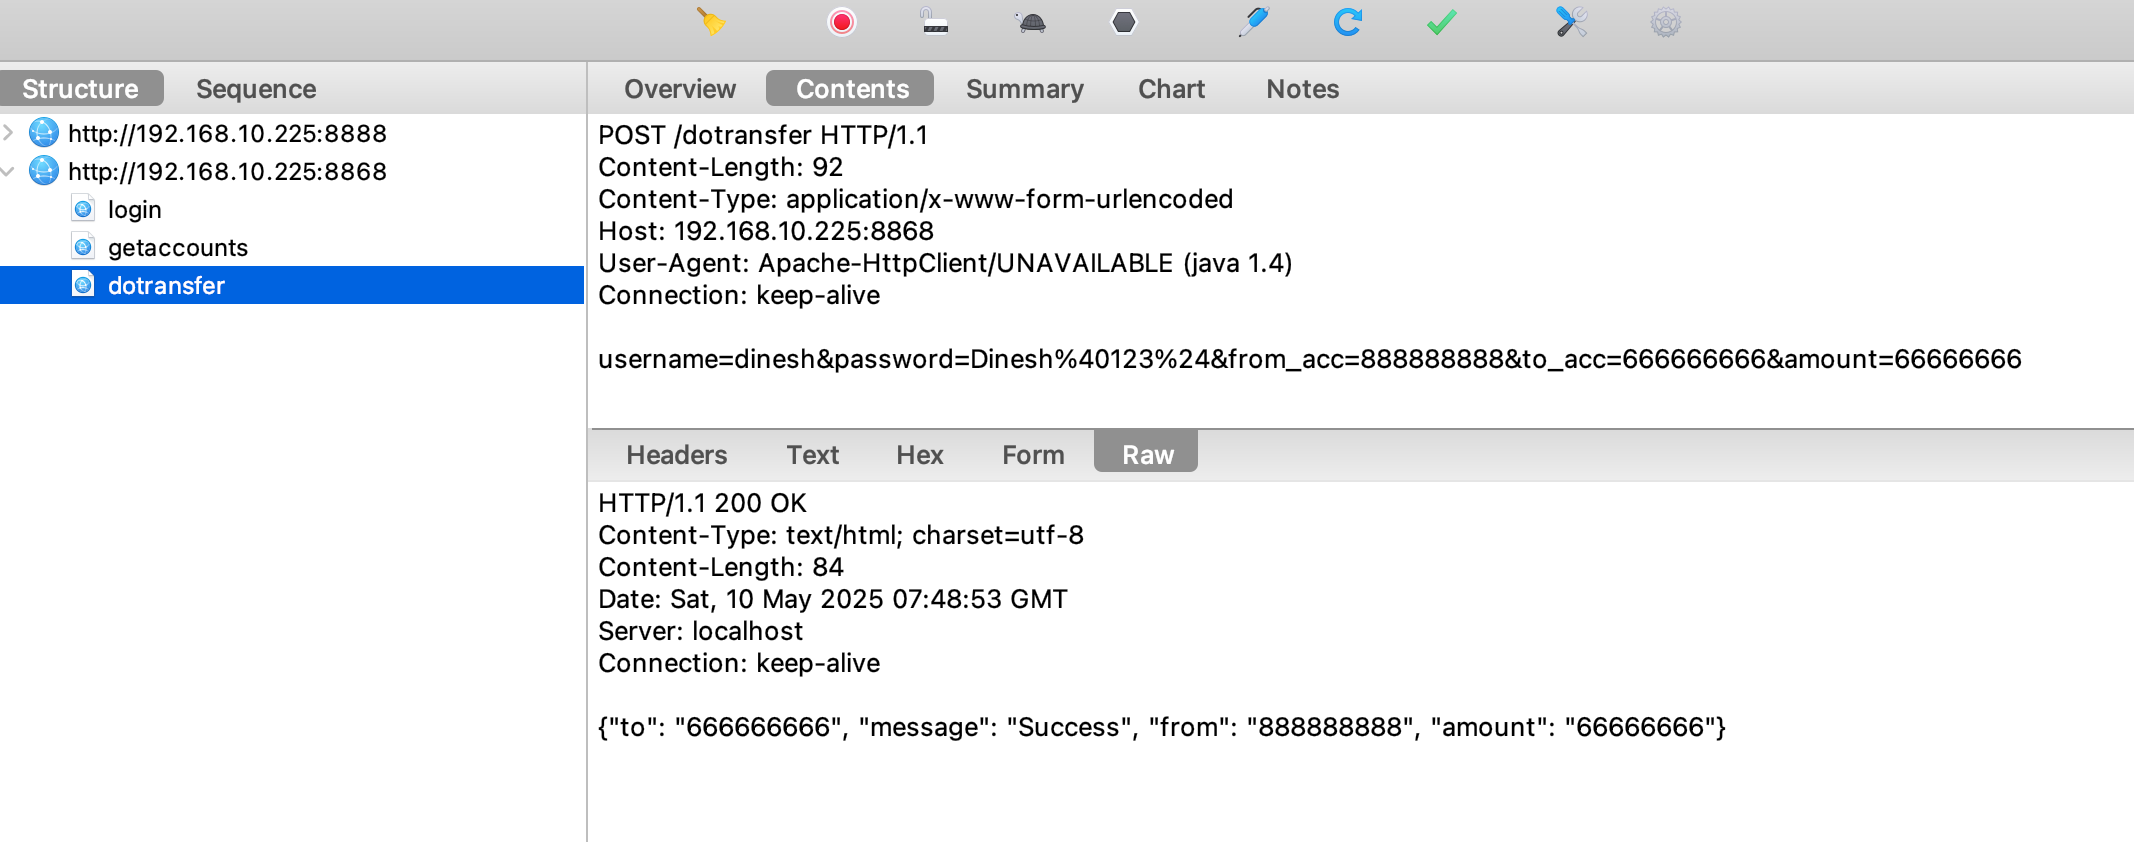 Structure
Sequence
http://192.168.10.225:8888
http://192.168.10.225:8868
login
getaccounts
dotransfer
Overview
Contents
Summary
Chart
Notes
POST /dotransfer HTTP/1.1
Content-Length: 92
Content-Type: application/x-www-form-urlencoded
Host: 192.168.10.225:8868
User-Agent: Apache-HttpClient/UNAVAILABLE (java 1.4)
Connection: keep-alive
username=dinesh&password=Dinesh%40123%24&from_acc=888888888&to_acc=666666666&amount=66666666
Headers
Text
Hex
Form
Raw
HTTP/1.1 200 OK
Content-Type: text/html; charset=utf-8
Content-Length: 84
Date: Sat, 10 May 2025 07:48:53 GMT
Server: localhost
Connection: keep-alive
{"to": "666666666", "message": "Success", "from": "888888888", "amount": "66666666"}